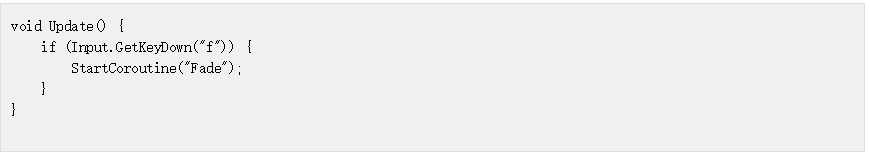 void Update() {
    if (Input.GetKeyDown("f")) {
        StartCoroutine("Fade");
    }
}